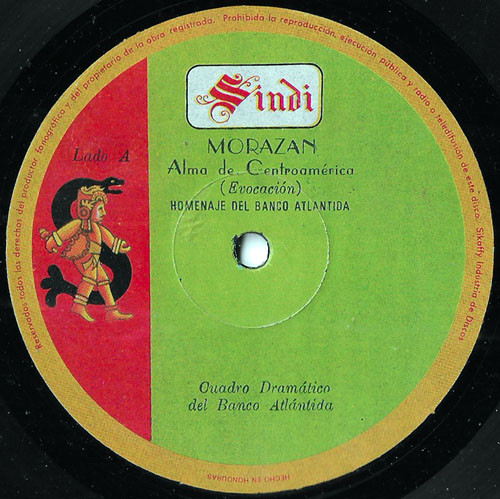 Reservados todos los derechos del productor fonográfico y del propietario de la obra registrada. Prohibida la reproducción, ejecución pública y radio o teledifusión de este disco. Sikaffy Industria de Discos
Sindi
MORAZAN
Lado A
Alma de Centroamérica
(Evocación)
HOMENAJE DEL BANCO ATLANTIDA
Cuadro Dramático
del Banco Atlántida
HECHO EN HONDURAS